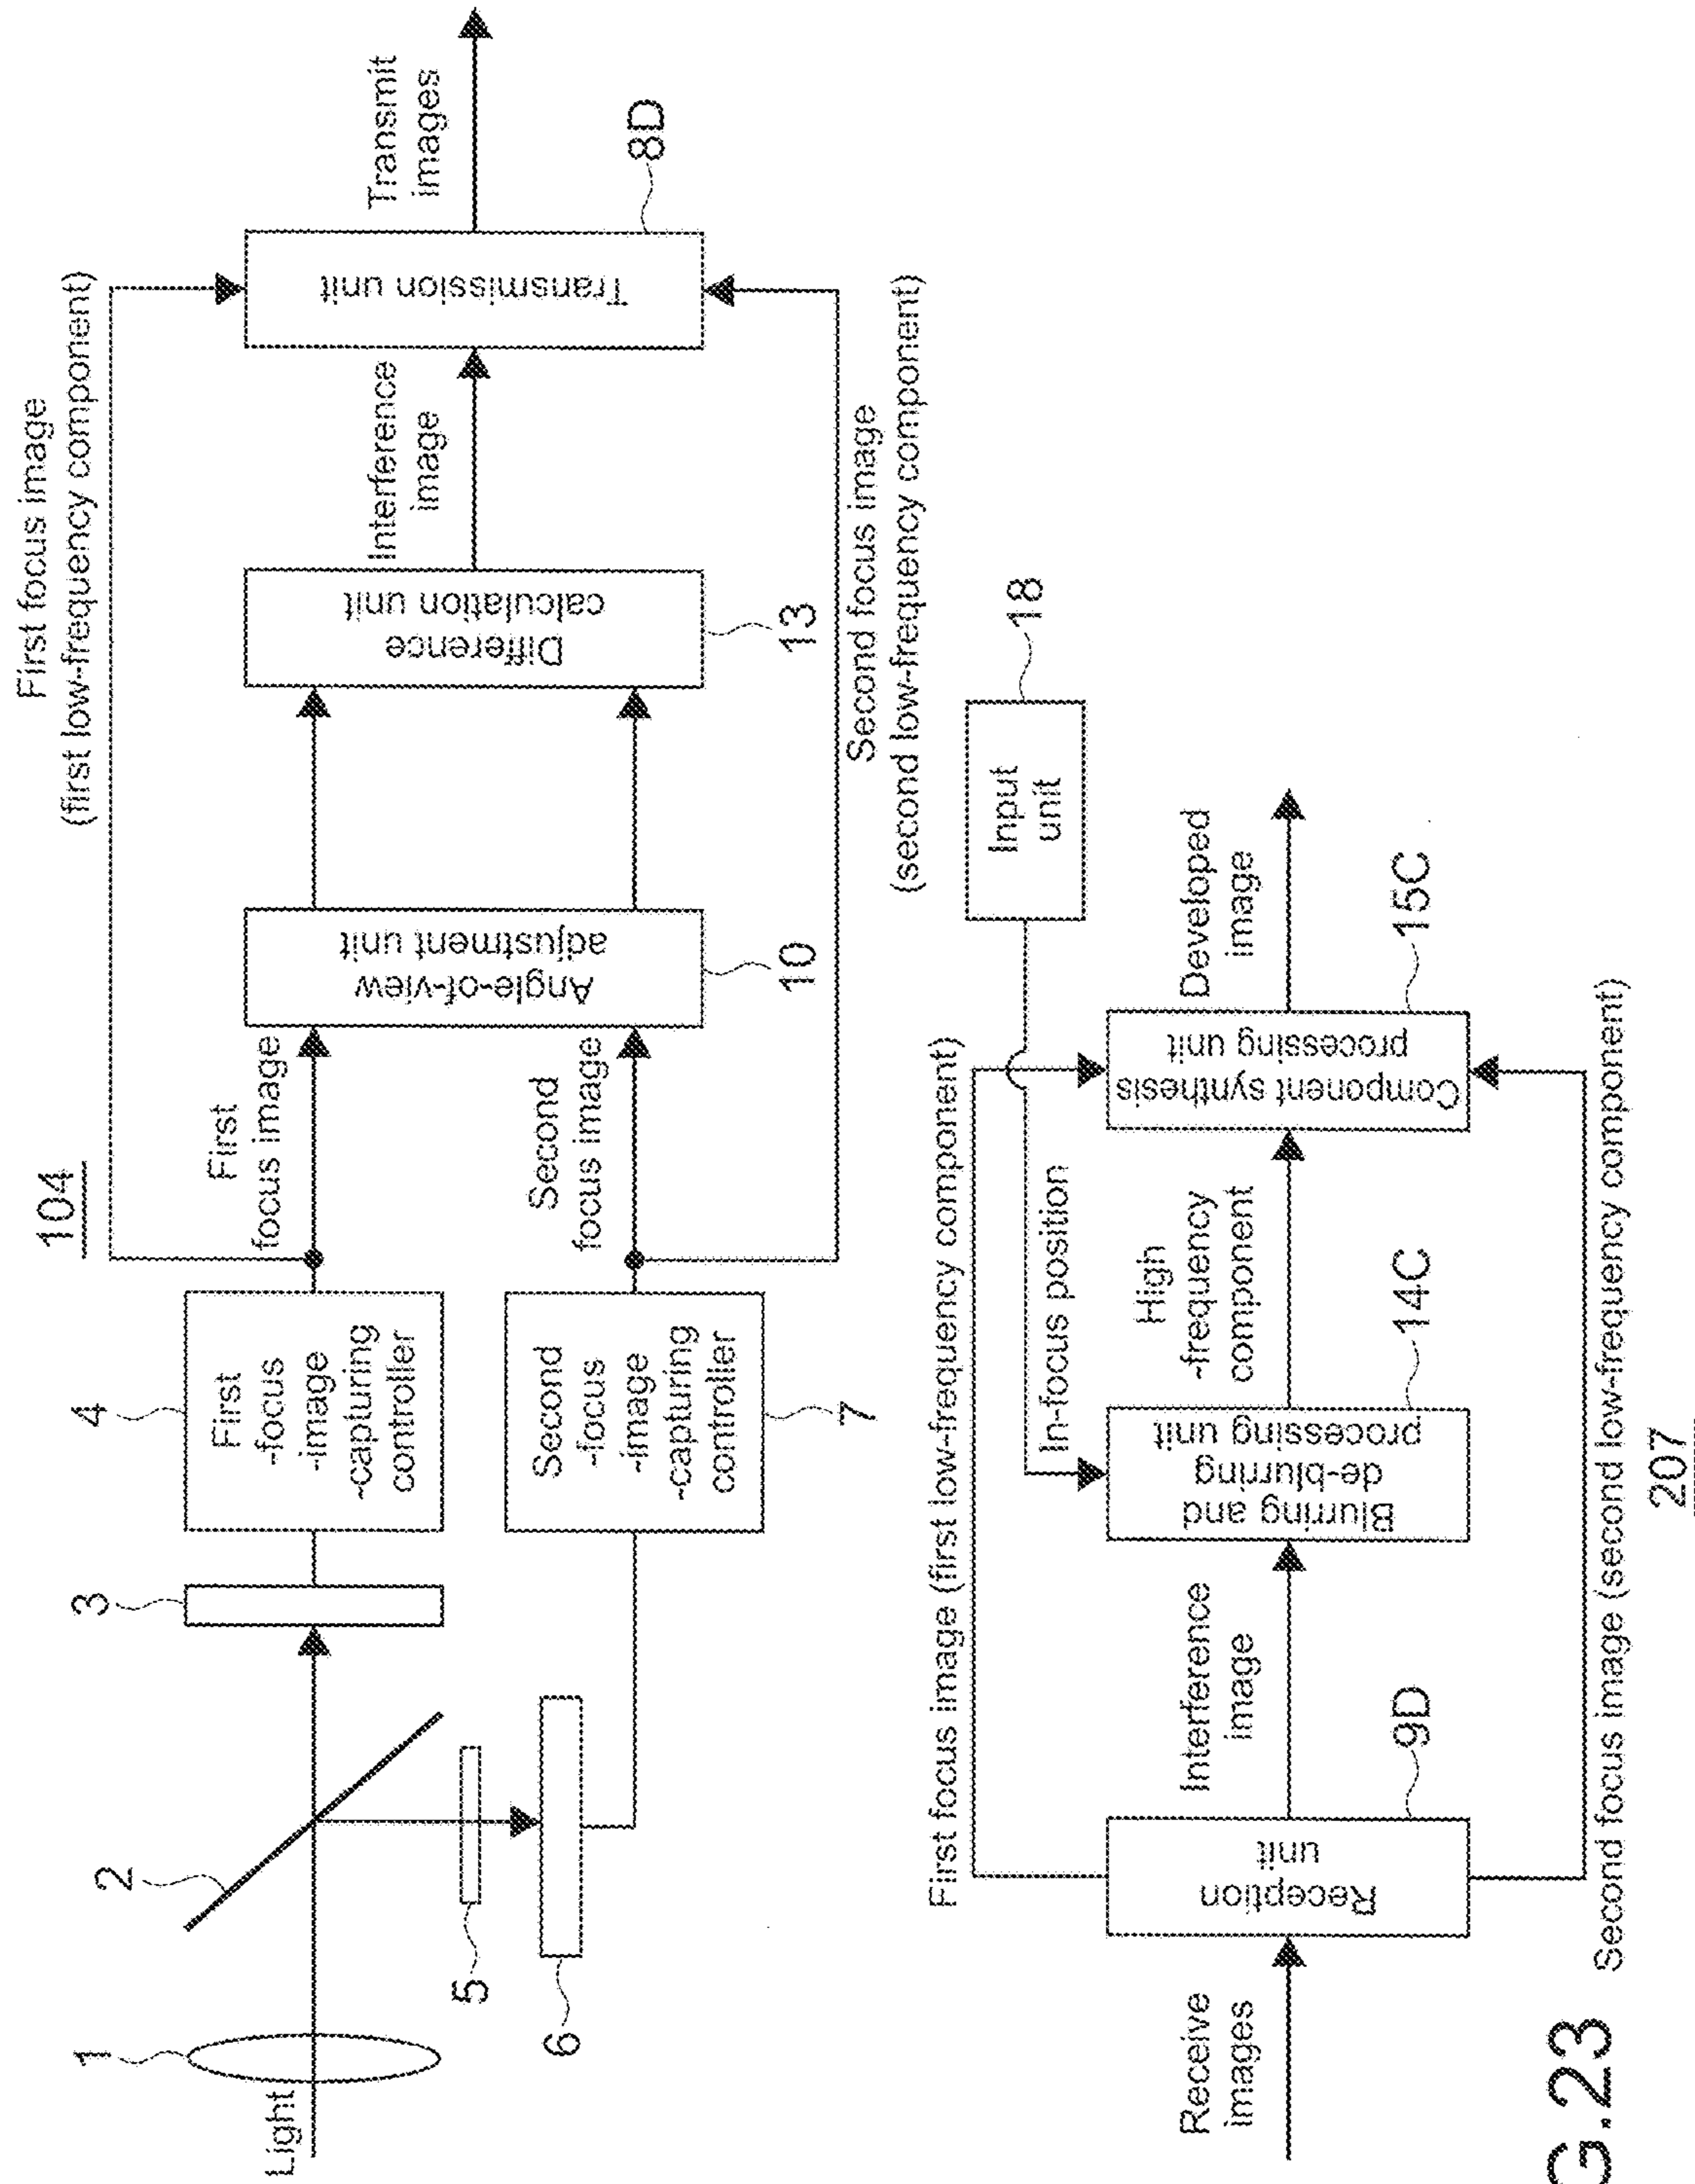 104
Light
1
2
3
4
5
6
7
First
-focus
-image
-capturing
controller
Second
-focus
-image
-capturing
controller
First focus image
(first low-frequency component)
First
focus image
Second
focus image
Angle-of-view
adjustment unit
10
Difference
calculation unit
13
Interference
image
Transmission unit
8D
Transmit
images
Second focus image
(second low-frequency component)
Receive
images
Reception
unit
9D
First focus image (first low-frequency component)
Interference
image
Blurring and
de-blurring
processing unit
14C
In-focus position
Input
unit
18
High
-frequency
component
Component synthesis
processing unit
15C
Developed
image
Second focus image (second low-frequency component)
207
G.23